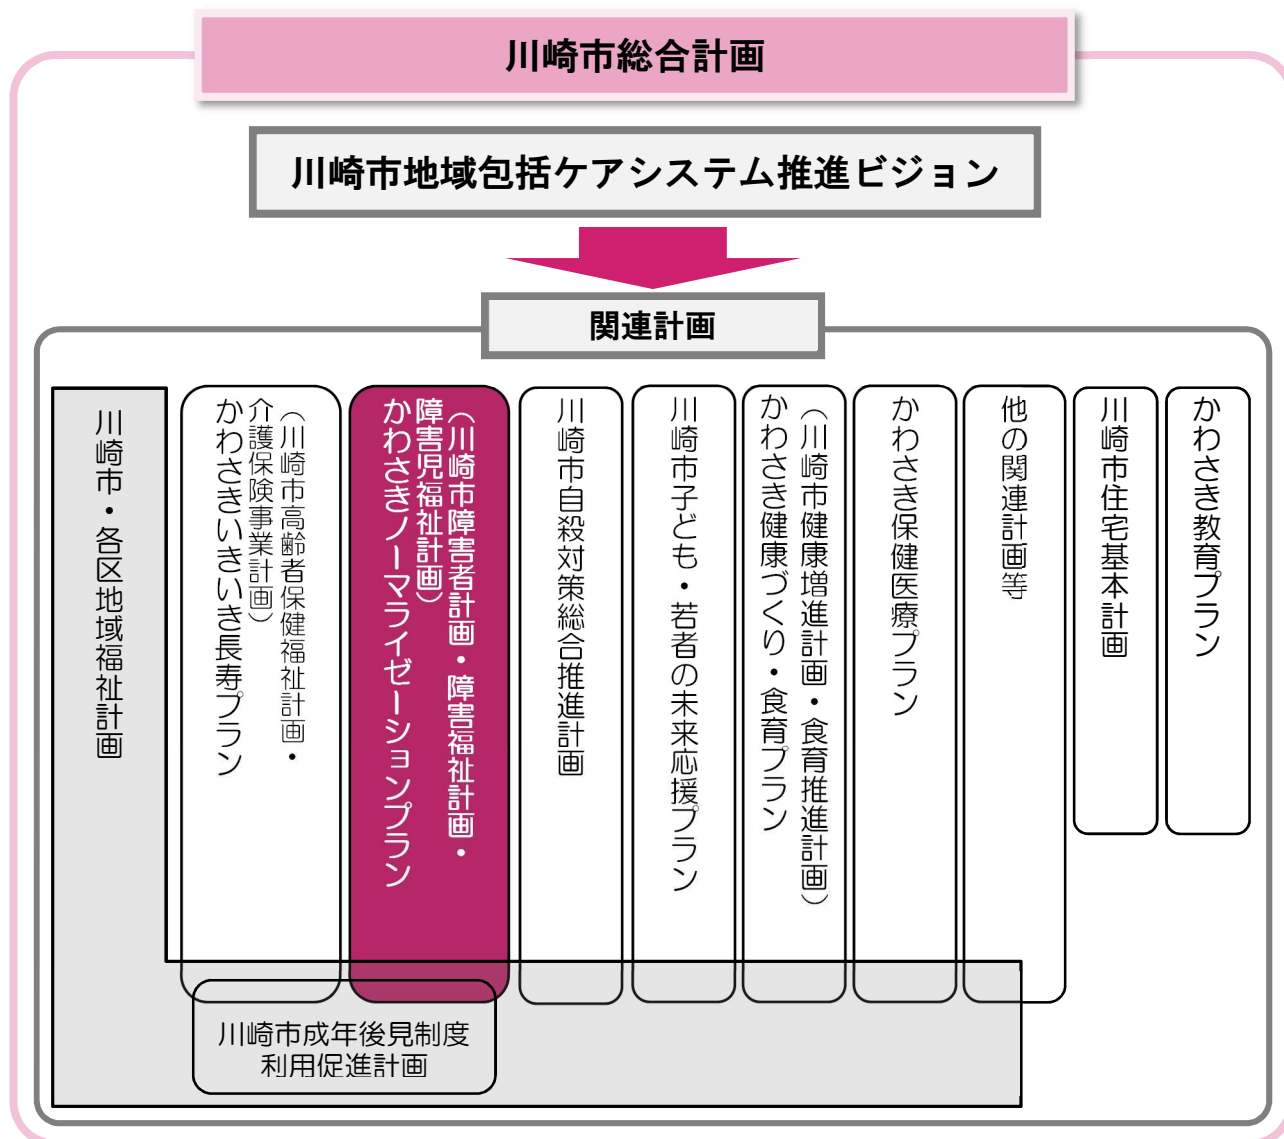 川崎市総合計画
川崎市地域包括ケアシステム推進ビジョン
関連計画
川崎市・各区地域福祉計画
（川崎市高齢者保健福祉計画・
介護保険事業計画）
かわさきいきいき長寿プラン
（川崎市障害者計画・障害福祉計画・
障害児福祉計画）
かわさきノーマライゼーションプラン
川崎市自殺対策総合推進計画
川崎市子ども・若者の未来応援プラン
（川崎市健康増進計画・食育推進計画）
かわさき健康づくり・食育プラン
かわさき保健医療プラン
他の関連計画等
川崎市住宅基本計画
かわさき教育プラン
川崎市成年後見制度
利用促進計画